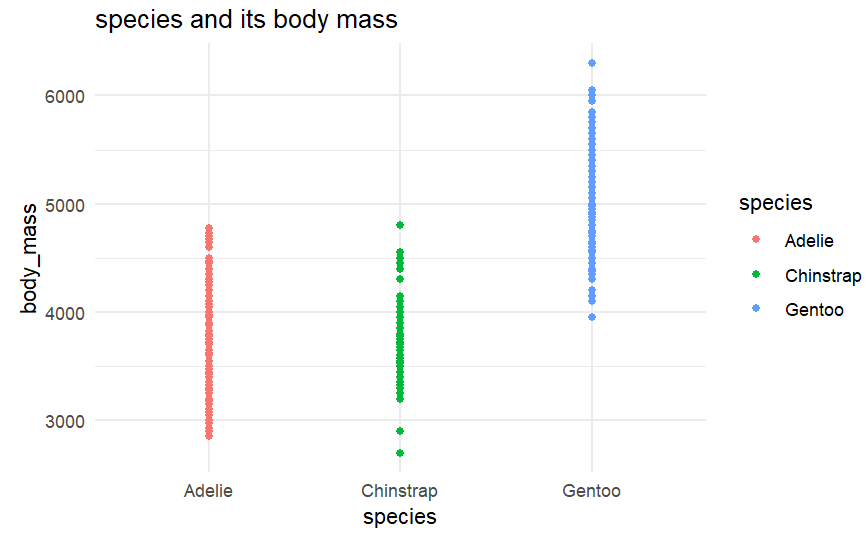 species and its body mass
6000
5000
4000
3000
body_mass
Adelie
Chinstrap
Gentoo
species
species
Adelie
Chinstrap
Gentoo